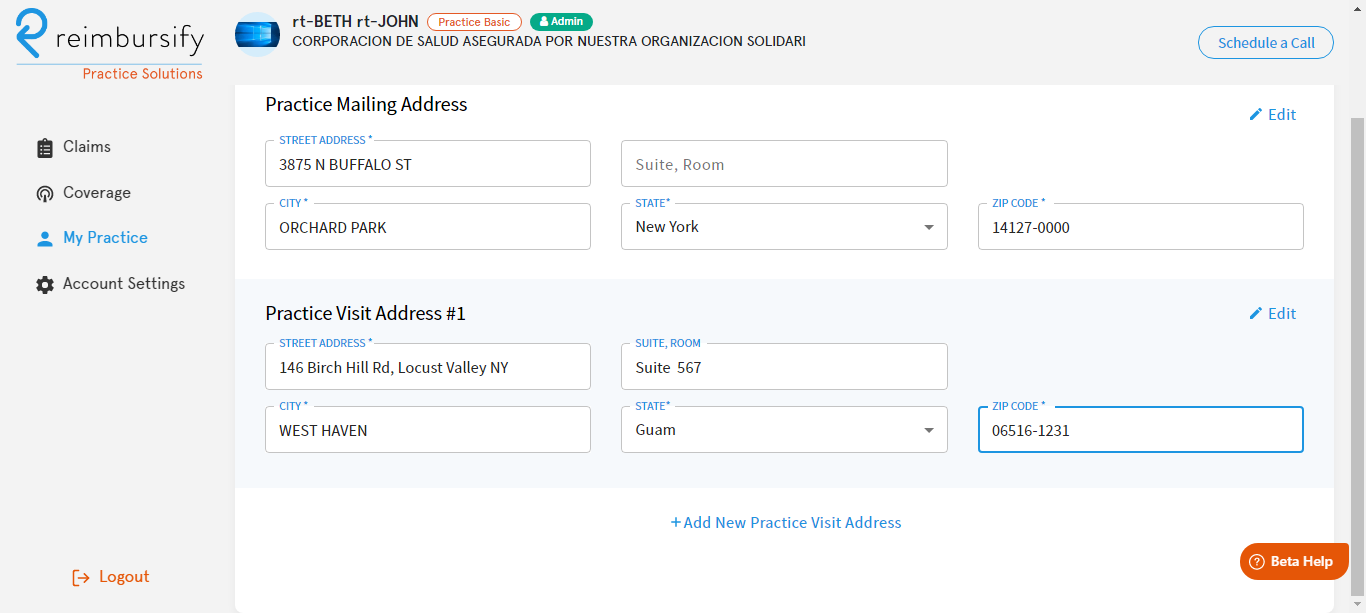 reimbursify
Practice Solutions
rt-BETH rt-JOHN Practice Basic Admin
CORPORACION DE SALUD ASEGURADA POR NUESTRA ORGANIZACION SOLIDARI
Schedule a Call
Claims
Coverage
My Practice
Account Settings
Logout
Practice Mailing Address
Edit
STREET ADDRESS *
3875 N BUFFALO ST
Suite, Room
CITY *
ORCHARD PARK
STATE*
New York
ZIP CODE *
14127-0000
Practice Visit Address #1
Edit
STREET ADDRESS *
146 Birch Hill Rd, Locust Valley NY
SUITE, ROOM
Suite 567
CITY *
WEST HAVEN
STATE*
Guam
ZIP CODE *
06516-1231
+ Add New Practice Visit Address
? Beta Help